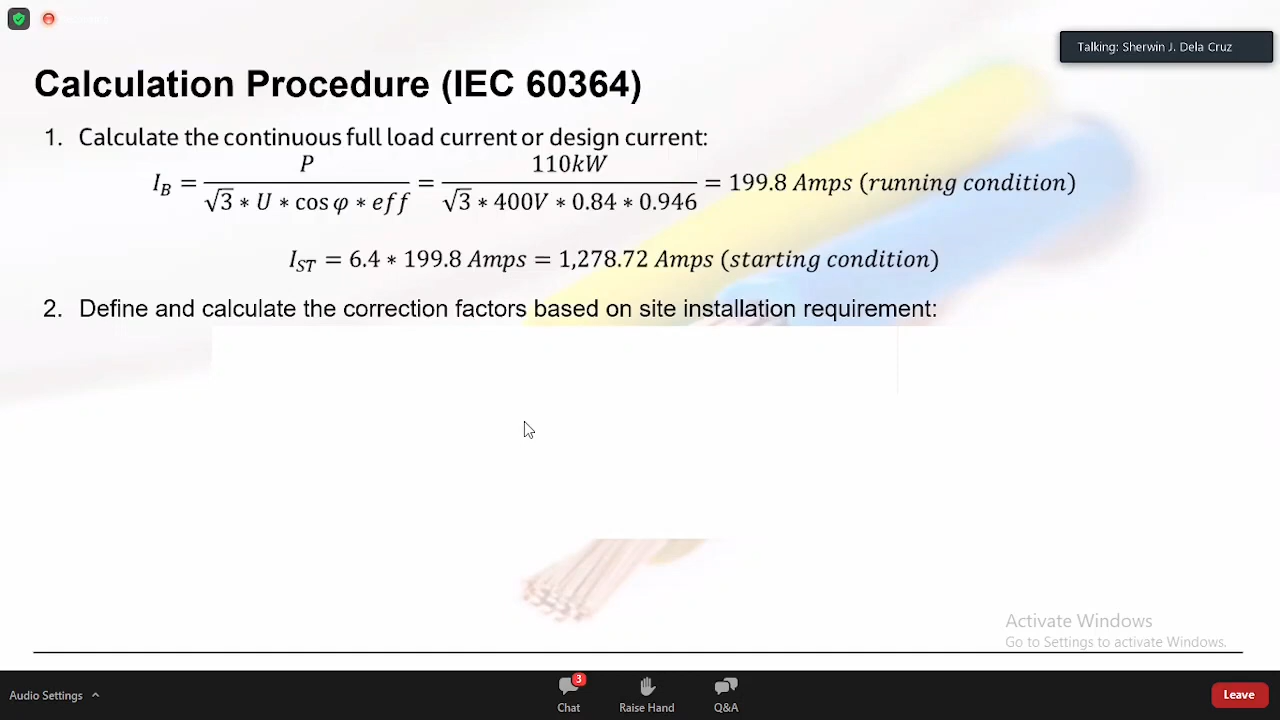 Talking: Sherwin J. Dela Cruz
Calculation Procedure (IEC 60364)
1. Calculate the continuous full load current or design current:
I_B = P / (√3 * U * cos φ * eff) = 110kW / (√3 * 400V * 0.84 * 0.946) = 199.8 Amps (running condition)
I_ST = 6.4 * 199.8 Amps = 1,278.72 Amps (starting condition)
2. Define and calculate the correction factors based on site installation requirement:
Activate Windows
Go to Settings to activate Windows.
Audio Settings
3
Chat
Raise Hand
Q&A
Leave